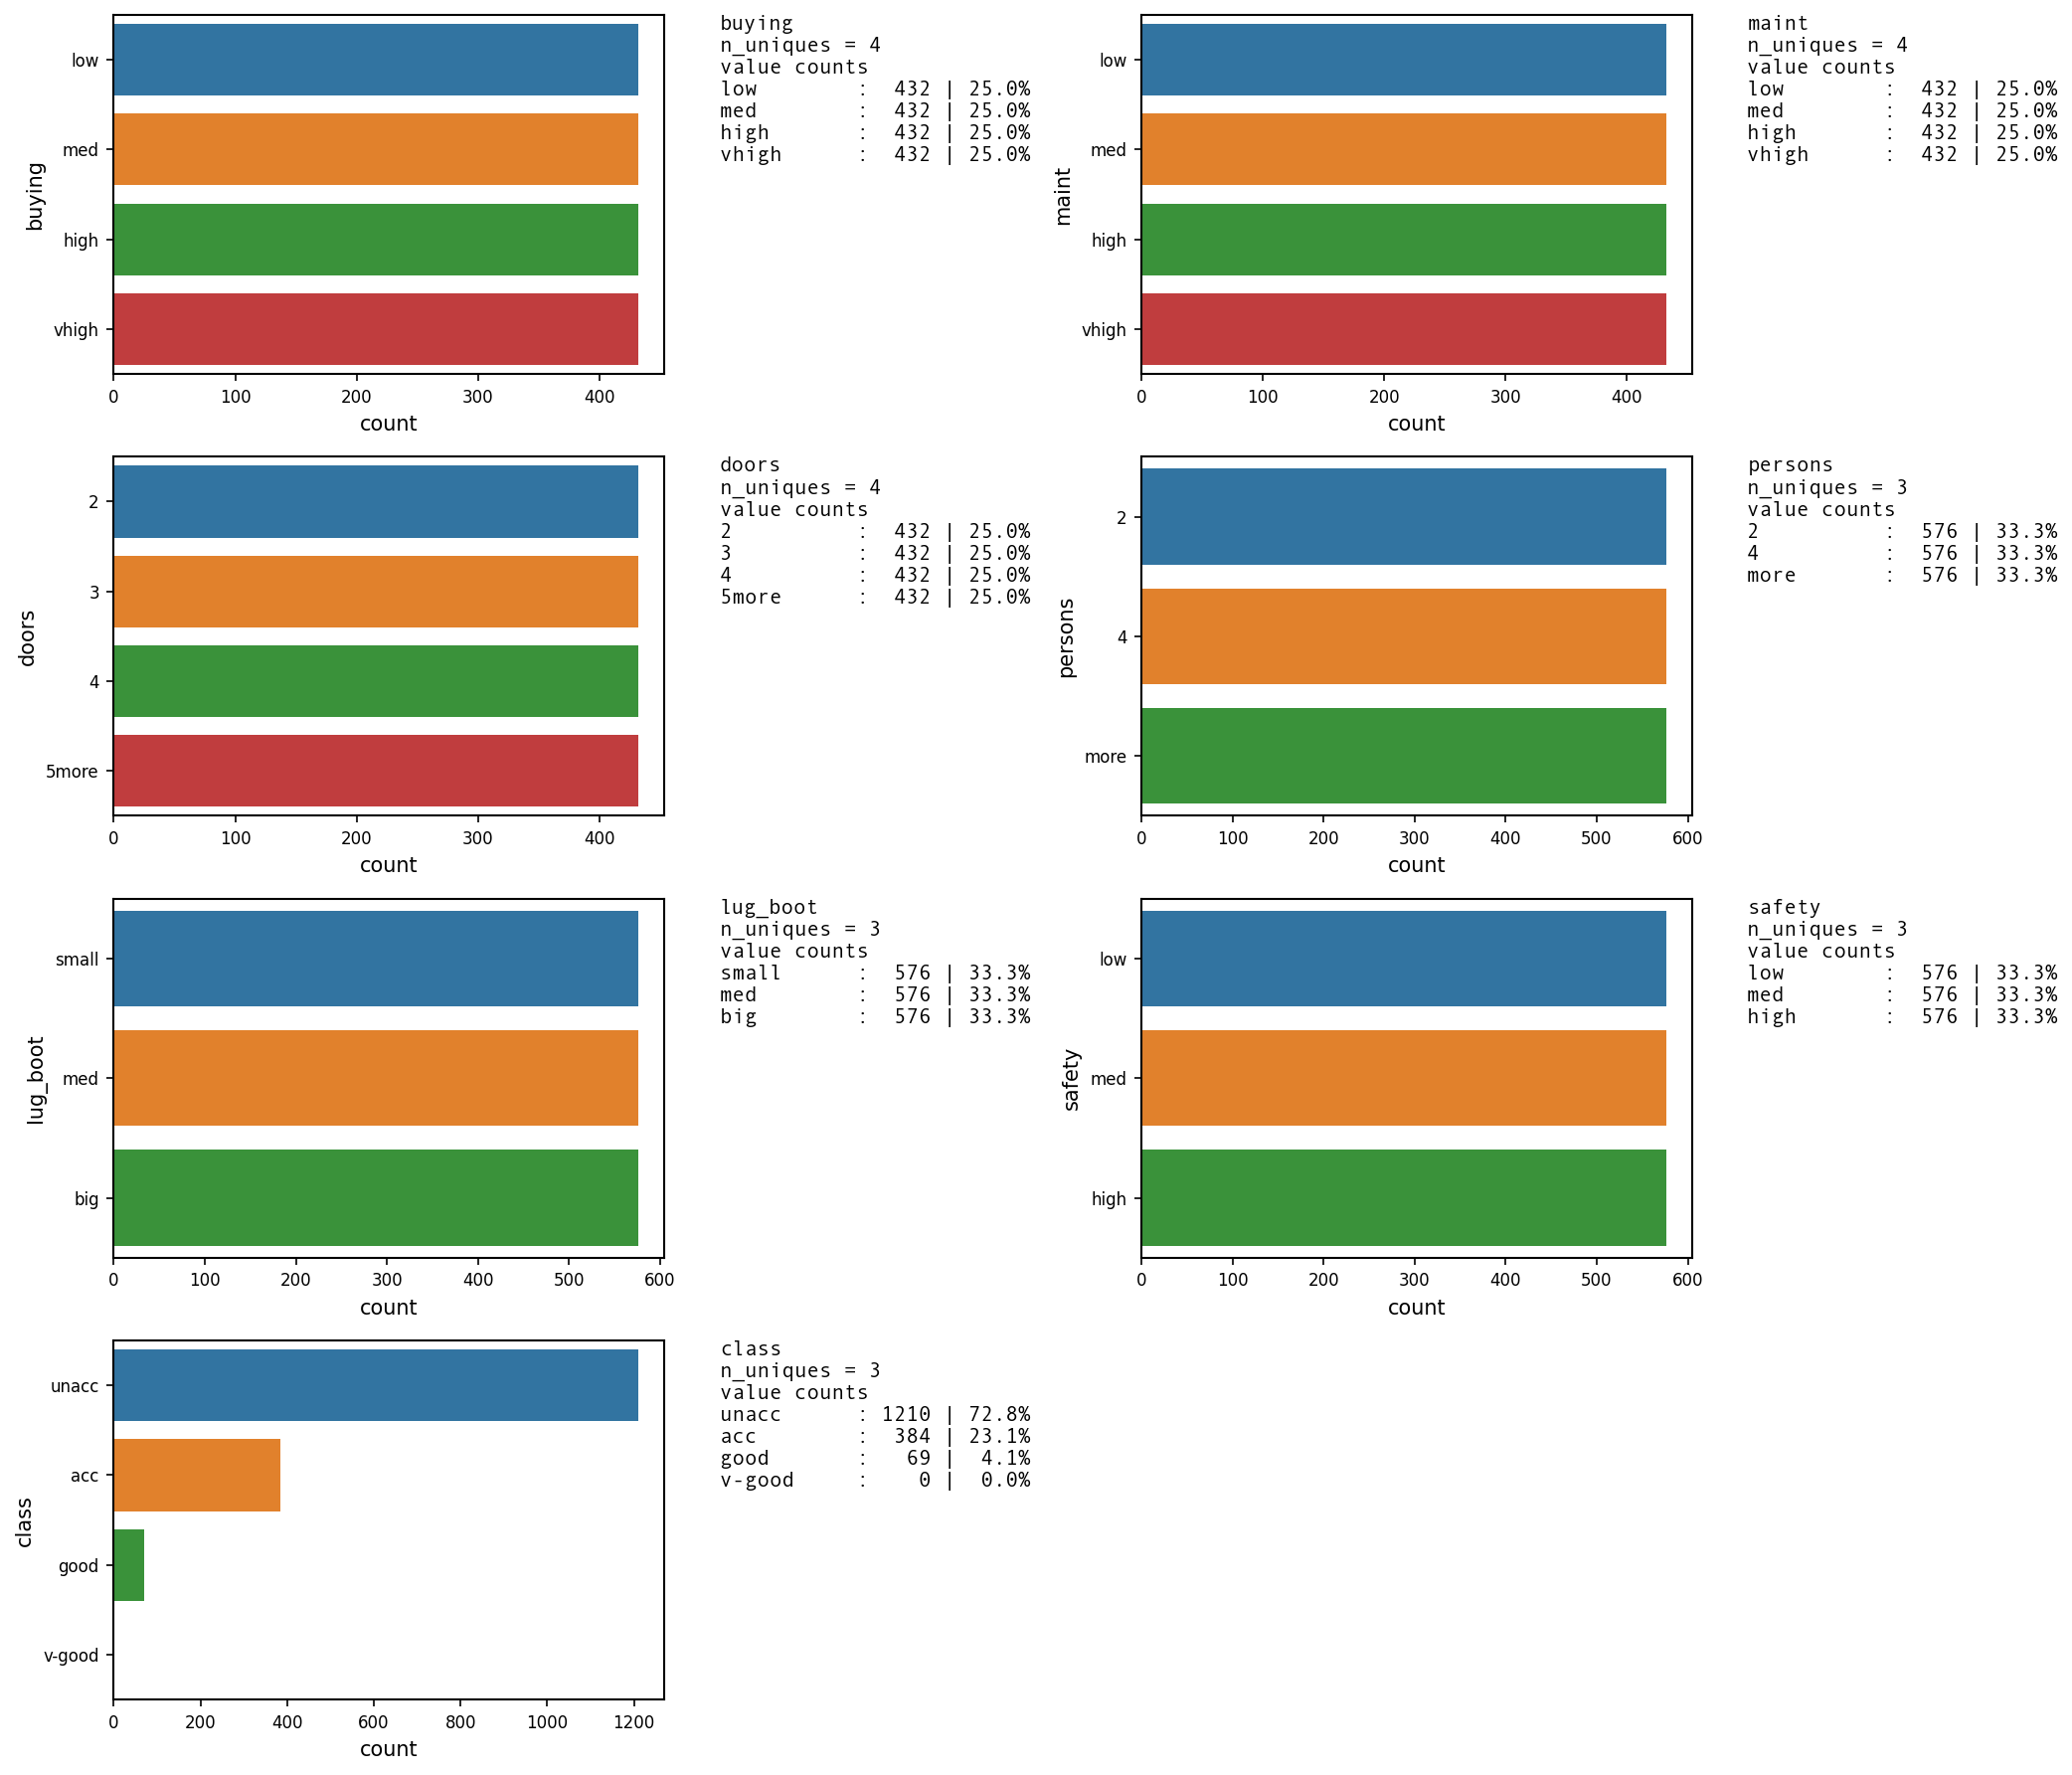 buying
low
med
high
vhigh
0 100 200 300 400
count
buying
n_uniques = 4
value counts
low : 432 | 25.0%
med : 432 | 25.0%
high : 432 | 25.0%
vhigh : 432 | 25.0%
maint
low
med
high
vhigh
0 100 200 300 400
count
maint
n_uniques = 4
value counts
low : 432 | 25.0%
med : 432 | 25.0%
high : 432 | 25.0%
vhigh : 432 | 25.0%
doors
2
3
4
5more
0 100 200 300 400
count
doors
n_uniques = 4
value counts
2 : 432 | 25.0%
3 : 432 | 25.0%
4 : 432 | 25.0%
5more : 432 | 25.0%
persons
2
4
more
0 100 200 300 400 500 600
count
persons
n_uniques = 3
value counts
2 : 576 | 33.3%
4 : 576 | 33.3%
more : 576 | 33.3%
lug_boot
small
med
big
0 100 200 300 400 500 600
count
lug_boot
n_uniques = 3
value counts
small : 576 | 33.3%
med : 576 | 33.3%
big : 576 | 33.3%
safety
low
med
high
0 100 200 300 400 500 600
count
safety
n_uniques = 3
value counts
low : 576 | 33.3%
med : 576 | 33.3%
high : 576 | 33.3%
class
unacc
acc
good
v-good
0 200 400 600 800 1000 1200
count
class
n_uniques = 3
value counts
unacc : 1210 | 72.8%
acc : 384 | 23.1%
good : 69 | 4.1%
v-good : 0 | 0.0%